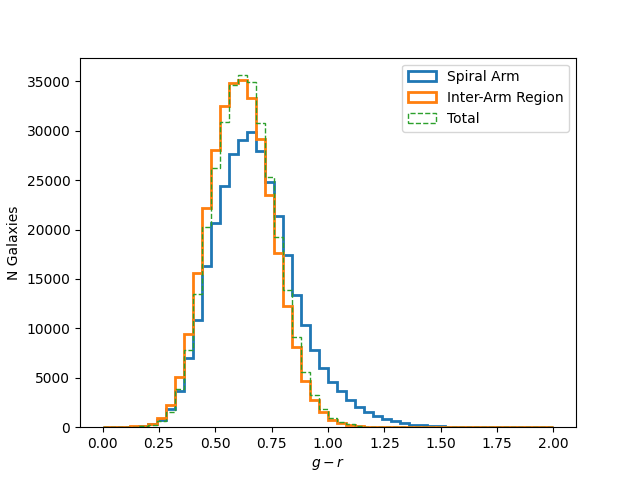 Spiral Arm
Inter-Arm Region
Total
N Galaxies
35000
30000
25000
20000
15000
10000
5000
0
0.00 0.25 0.50 0.75 1.00 1.25 1.50 1.75 2.00
g − r